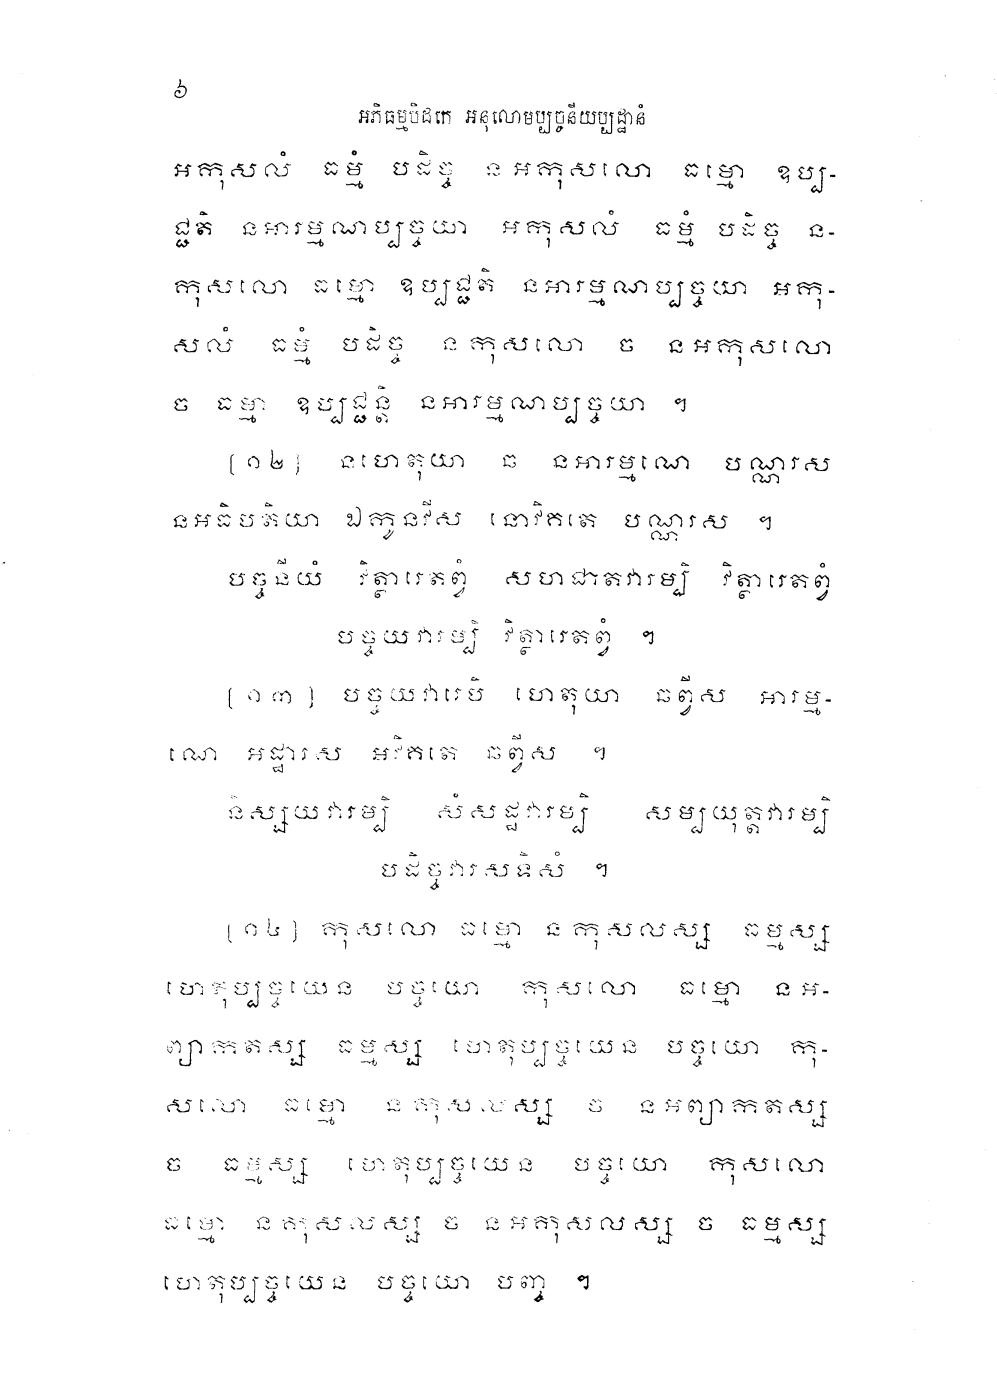 ៦
អភិធម្មបិដកេ អនុលោមប្បច្ចនីយប្បដ្ឋានំ
អកុសលំ ធម្មំ បដិច្ច នអកុសលោ ធម្មោ ឧប្ប-
ជ្ជតិ នអារម្មណប្បច្ចយា អកុសលំ ធម្មំ បដិច្ច ន-
កុសលោ ធម្មោ ឧប្បជ្ជតិ នអារម្មណប្បច្ចយា អកុ-
សលំ ធម្មំ បដិច្ច នកុសលោ ច នអកុសលោ
ច ធម្មា ឧប្បជ្ជន្តិ នអារម្មណប្បច្ចយា ។
[១២] នហេតុយា ឆ នអារម្មណេ បណ្ណរស
នអធិបតិយា ឯកូនវីស នោវិគតេ បណ្ណរស ។
បច្ចនីយំ វិត្ថារេតព្វំ សហជាតវារម្បិ វិត្ថារេតព្វំ
បច្ចយវារម្បិ វិត្ថារេតព្វំ ។
[១៣] បច្ចយវារេបិ ហេតុយា ឆព្វីស អារម្ម-
ណេ អដ្ឋារស អវិគតេ ឆព្វីស ។
និស្សយវារម្បិ សំសដ្ឋវារម្បិ សម្បយុត្តវារម្បិ
បដិច្ចវារសទិសំ ។
[១៤] កុសលោ ធម្មោ នកុសលស្ស ធម្មស្ស
ហេតុប្បច្ចយេន បច្ចយោ កុសលោ ធម្មោ នអ-
ព្យាកតស្ស ធម្មស្ស ហេតុប្បច្ចយេន បច្ចយោ កុ-
សលោ ធម្មោ នកុសលស្ស ច នអព្យាកតស្ស
ច ធម្មស្ស ហេតុប្បច្ចយេន បច្ចយោ កុសលោ
ធម្មោ នកុសលស្ស ច នអកុសលស្ស ច ធម្មស្ស
ហេតុប្បច្ចយេន បច្ចយោ បញ្ច ។